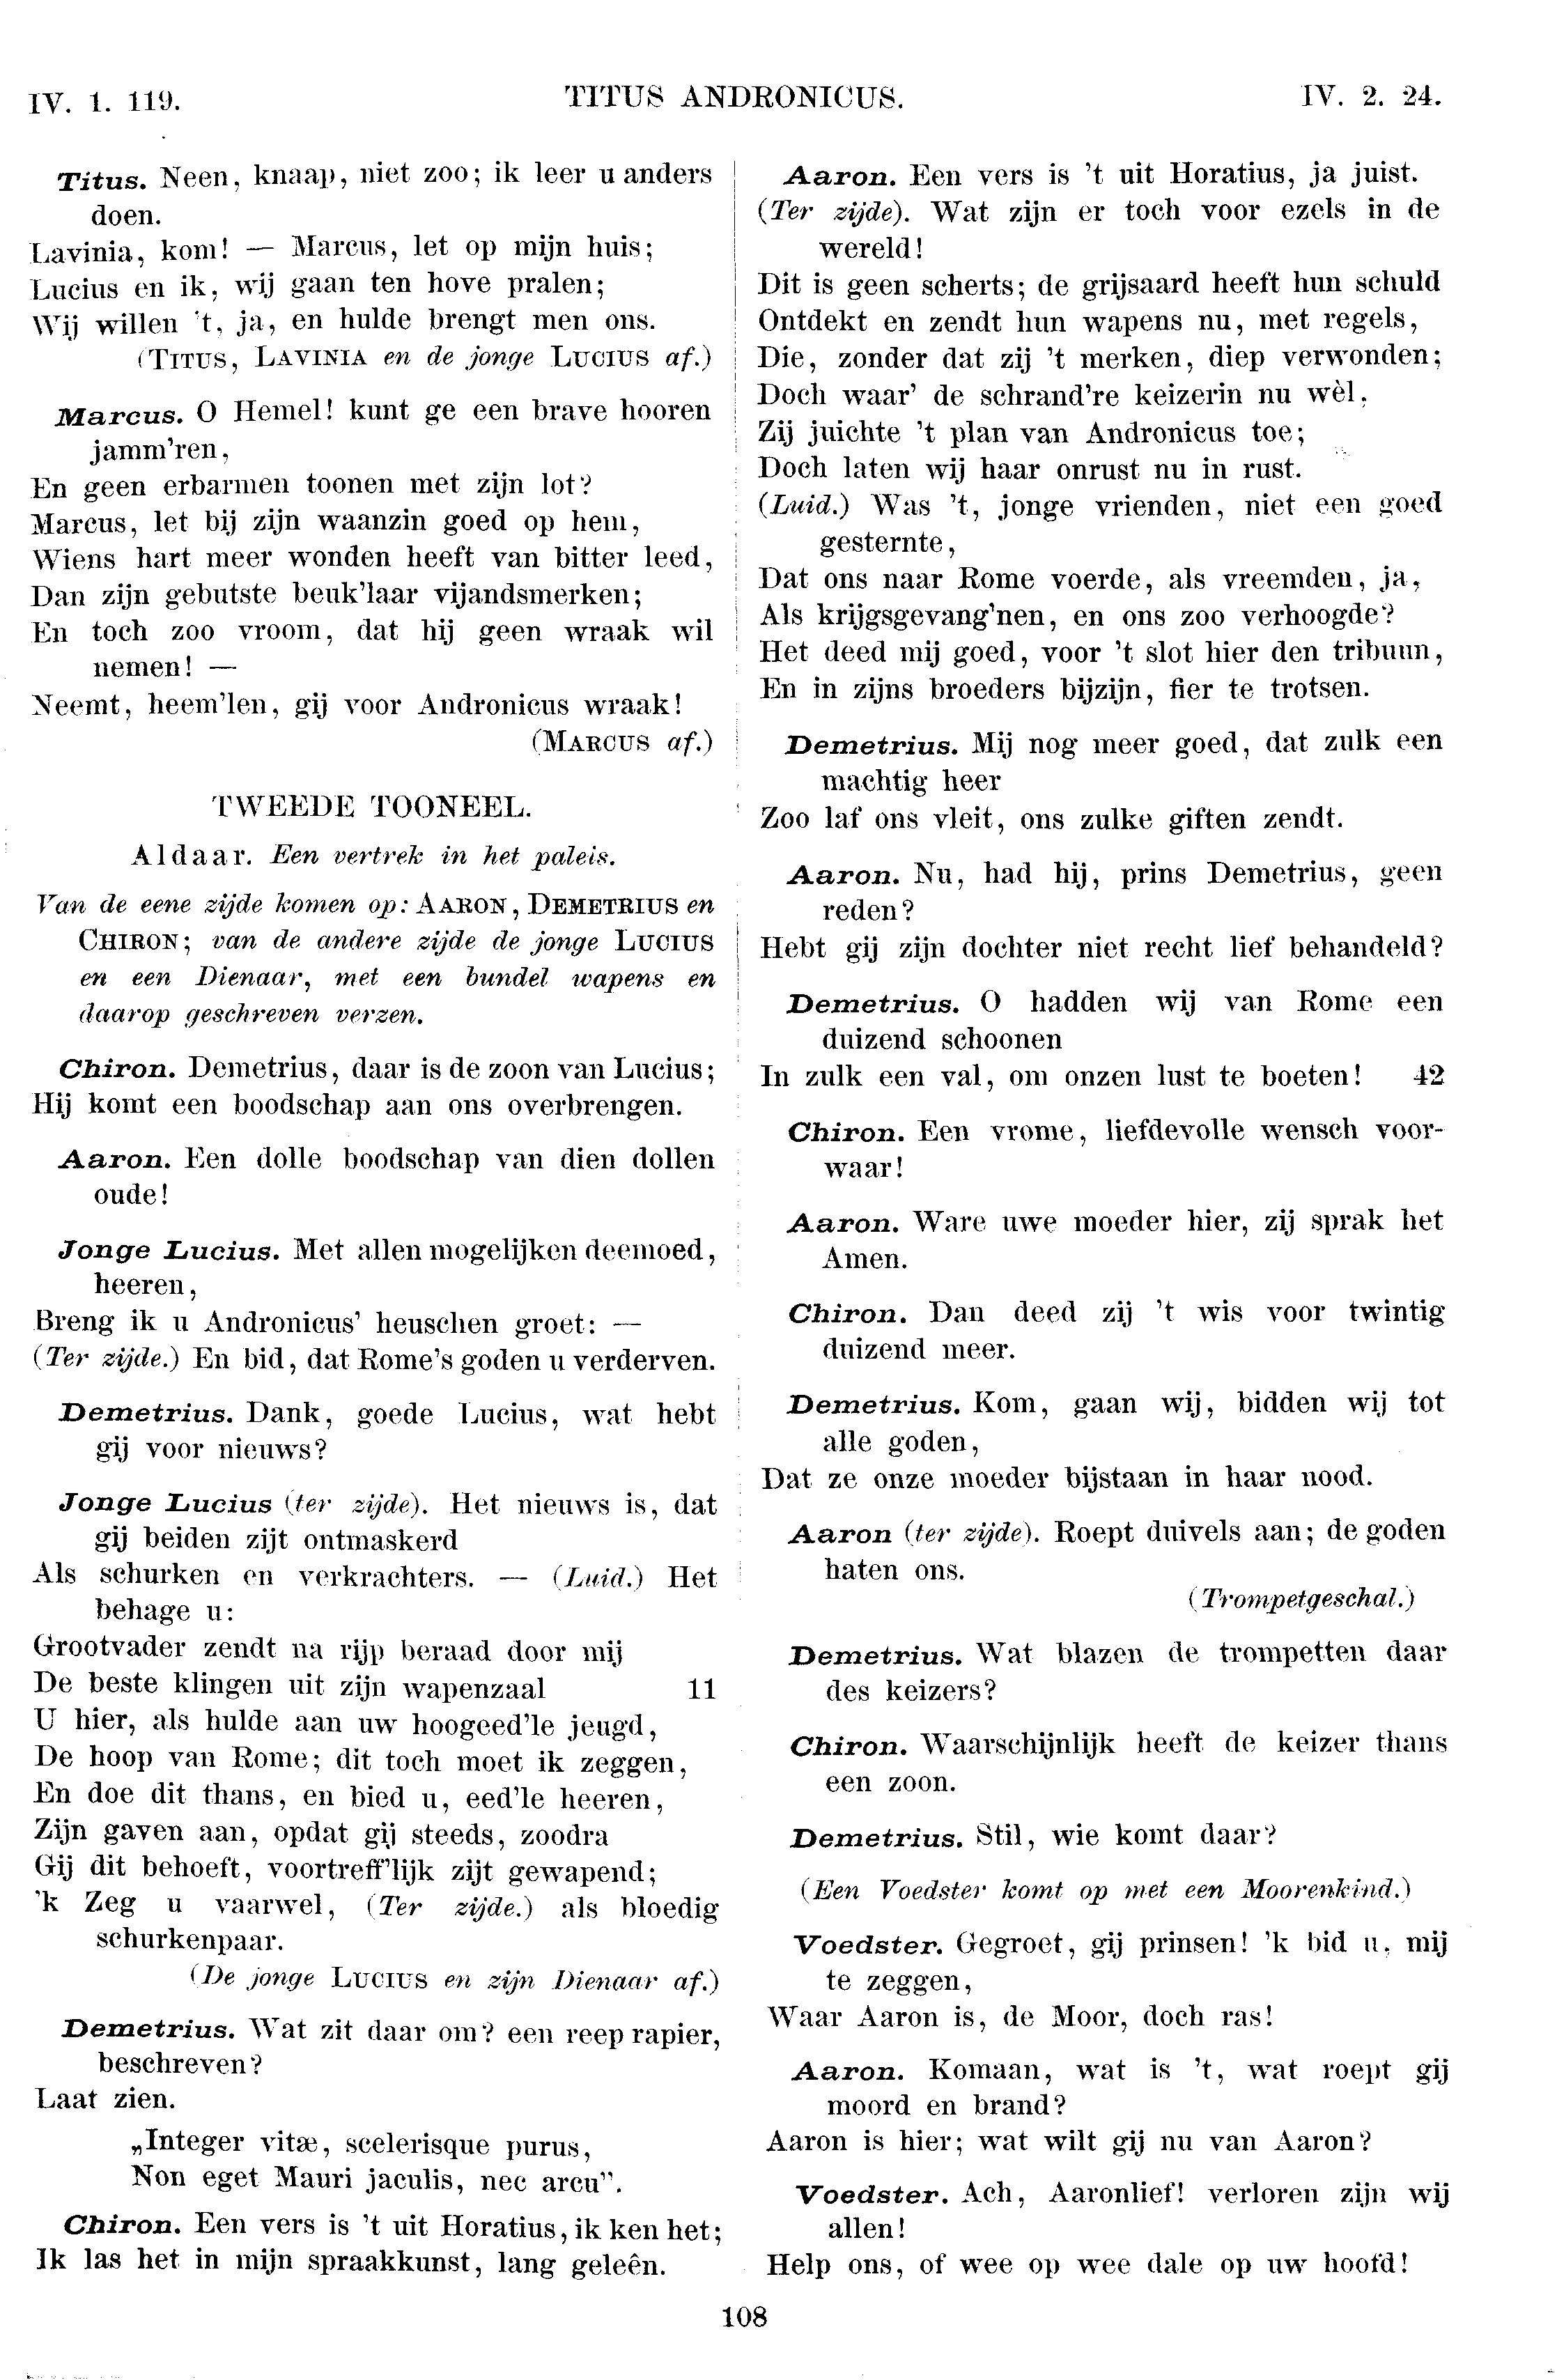 IV. 1. 119. TITUS ANDRONICUS. IV. 2. 24.
Titus. Neen, knaap, niet zoo; ik leer u anders
doen.
Lavinia, kom! — Marcus, let op mijn huis;
Lucius en ik, wij gaan ten hove pralen;
Wij willen 't, ja, en hulde brengt men ons.
(TITUS, LAVINIA en de jonge LUCIUS af.)
Marcus. O Hemel! kunt ge een brave hooren
jamm'ren,
En geen erbarmen toonen met zijn lot?
Marcus, let bij zijn waanzin goed op hem,
Wiens hart meer wonden heeft van bitter leed,
Dan zijn gebutste beuk'laar vijandsmerken;
En toch zoo vroom, dat hij geen wraak wil
nemen! —
Neemt, heem'len, gij voor Andronicus wraak!
(MARCUS af.)
TWEEDE TOONEEL.
Aldaar. Een vertrek in het paleis.
Van de eene zijde komen op: AARON, DEMETRIUS en
CHIRON; van de andere zijde de jonge LUCIUS
en een Dienaar, met een bundel wapens en
daarop geschreven verzen.
Chiron. Demetrius, daar is de zoon van Lucius;
Hij komt een boodschap aan ons overbrengen.
Aaron. Een dolle boodschap van dien dollen
oude!
Jonge Lucius. Met allen mogelijken deemoed,
heeren,
Breng ik u Andronicus' heuschen groet: —
(Ter zijde.) En bid, dat Rome's goden u verderven.
Demetrius. Dank, goede Lucius, wat hebt
gij voor nieuws?
Jonge Lucius (ter zijde). Het nieuws is, dat
gij beiden zijt ontmaskerd
Als schurken en verkrachters. — (Luid.) Het
behage u:
Grootvader zendt na rijp beraad door mij
De beste klingen uit zijn wapenzaal 11
U hier, als hulde aan uw hoogeed'le jeugd,
De hoop van Rome; dit toch moet ik zeggen,
En doe dit thans, en bied u, eed'le heeren,
Zijn gaven aan, opdat gij steeds, zoodra
Gij dit behoeft, voortreff'lijk zijt gewapend;
'k Zeg u vaarwel, (Ter zijde.) als bloedig
schurkenpaar.
(De jonge LUCIUS en zijn Dienaar af.)
Demetrius. Wat zit daar om? een reep rapier,
beschreven?
Laat zien.
„Integer vitæ, scelerisque purus,
Non eget Mauri jaculis, nec arcu".
Chiron. Een vers is 't uit Horatius, ik ken het;
Ik las het in mijn spraakkunst, lang geleên.
Aaron. Een vers is 't uit Horatius, ja juist.
(Ter zijde). Wat zijn er toch voor ezels in de
wereld!
Dit is geen scherts; de grijsaard heeft hun schuld
Ontdekt en zendt hun wapens nu, met regels,
Die, zonder dat zij 't merken, diep verwonden;
Doch waar' de schrand're keizerin nu wèl,
Zij juichte 't plan van Andronicus toe;
Doch laten wij haar onrust nu in rust.
(Luid.) Was 't, jonge vrienden, niet een goed
gesternte,
Dat ons naar Rome voerde, als vreemden, ja,
Als krijgsgevang'nen, en ons zoo verhoogde?
Het deed mij goed, voor 't slot hier den tribuun,
En in zijns broeders bijzijn, fier te trotsen.
Demetrius. Mij nog meer goed, dat zulk een
machtig heer
Zoo laf ons vleit, ons zulke giften zendt.
Aaron. Nu, had hij, prins Demetrius, geen
reden?
Hebt gij zijn dochter niet recht lief behandeld?
Demetrius. O hadden wij van Rome een
duizend schoonen
In zulk een val, om onzen lust te boeten! 42
Chiron. Een vrome, liefdevolle wensch voor-
waar!
Aaron. Ware uwe moeder hier, zij sprak het
Amen.
Chiron. Dan deed zij 't wis voor twintig
duizend meer.
Demetrius. Kom, gaan wij, bidden wij tot
alle goden,
Dat ze onze moeder bijstaan in haar nood.
Aaron (ter zijde). Roept duivels aan; de goden
haten ons.
(Trompetgeschal.)
Demetrius. Wat blazen de trompetten daar
des keizers?
Chiron. Waarschijnlijk heeft de keizer thans
een zoon.
Demetrius. Stil, wie komt daar?
(Een Voedster komt op met een Moorenkind.)
Voedster. Gegroet, gij prinsen! 'k bid u, mij
te zeggen,
Waar Aaron is, de Moor, doch ras!
Aaron. Komaan, wat is 't, wat roept gij
moord en brand?
Aaron is hier; wat wilt gij nu van Aaron?
Voedster. Ach, Aaronlief! verloren zijn wij
allen!
Help ons, of wee op wee dale op uw hoofd!
108